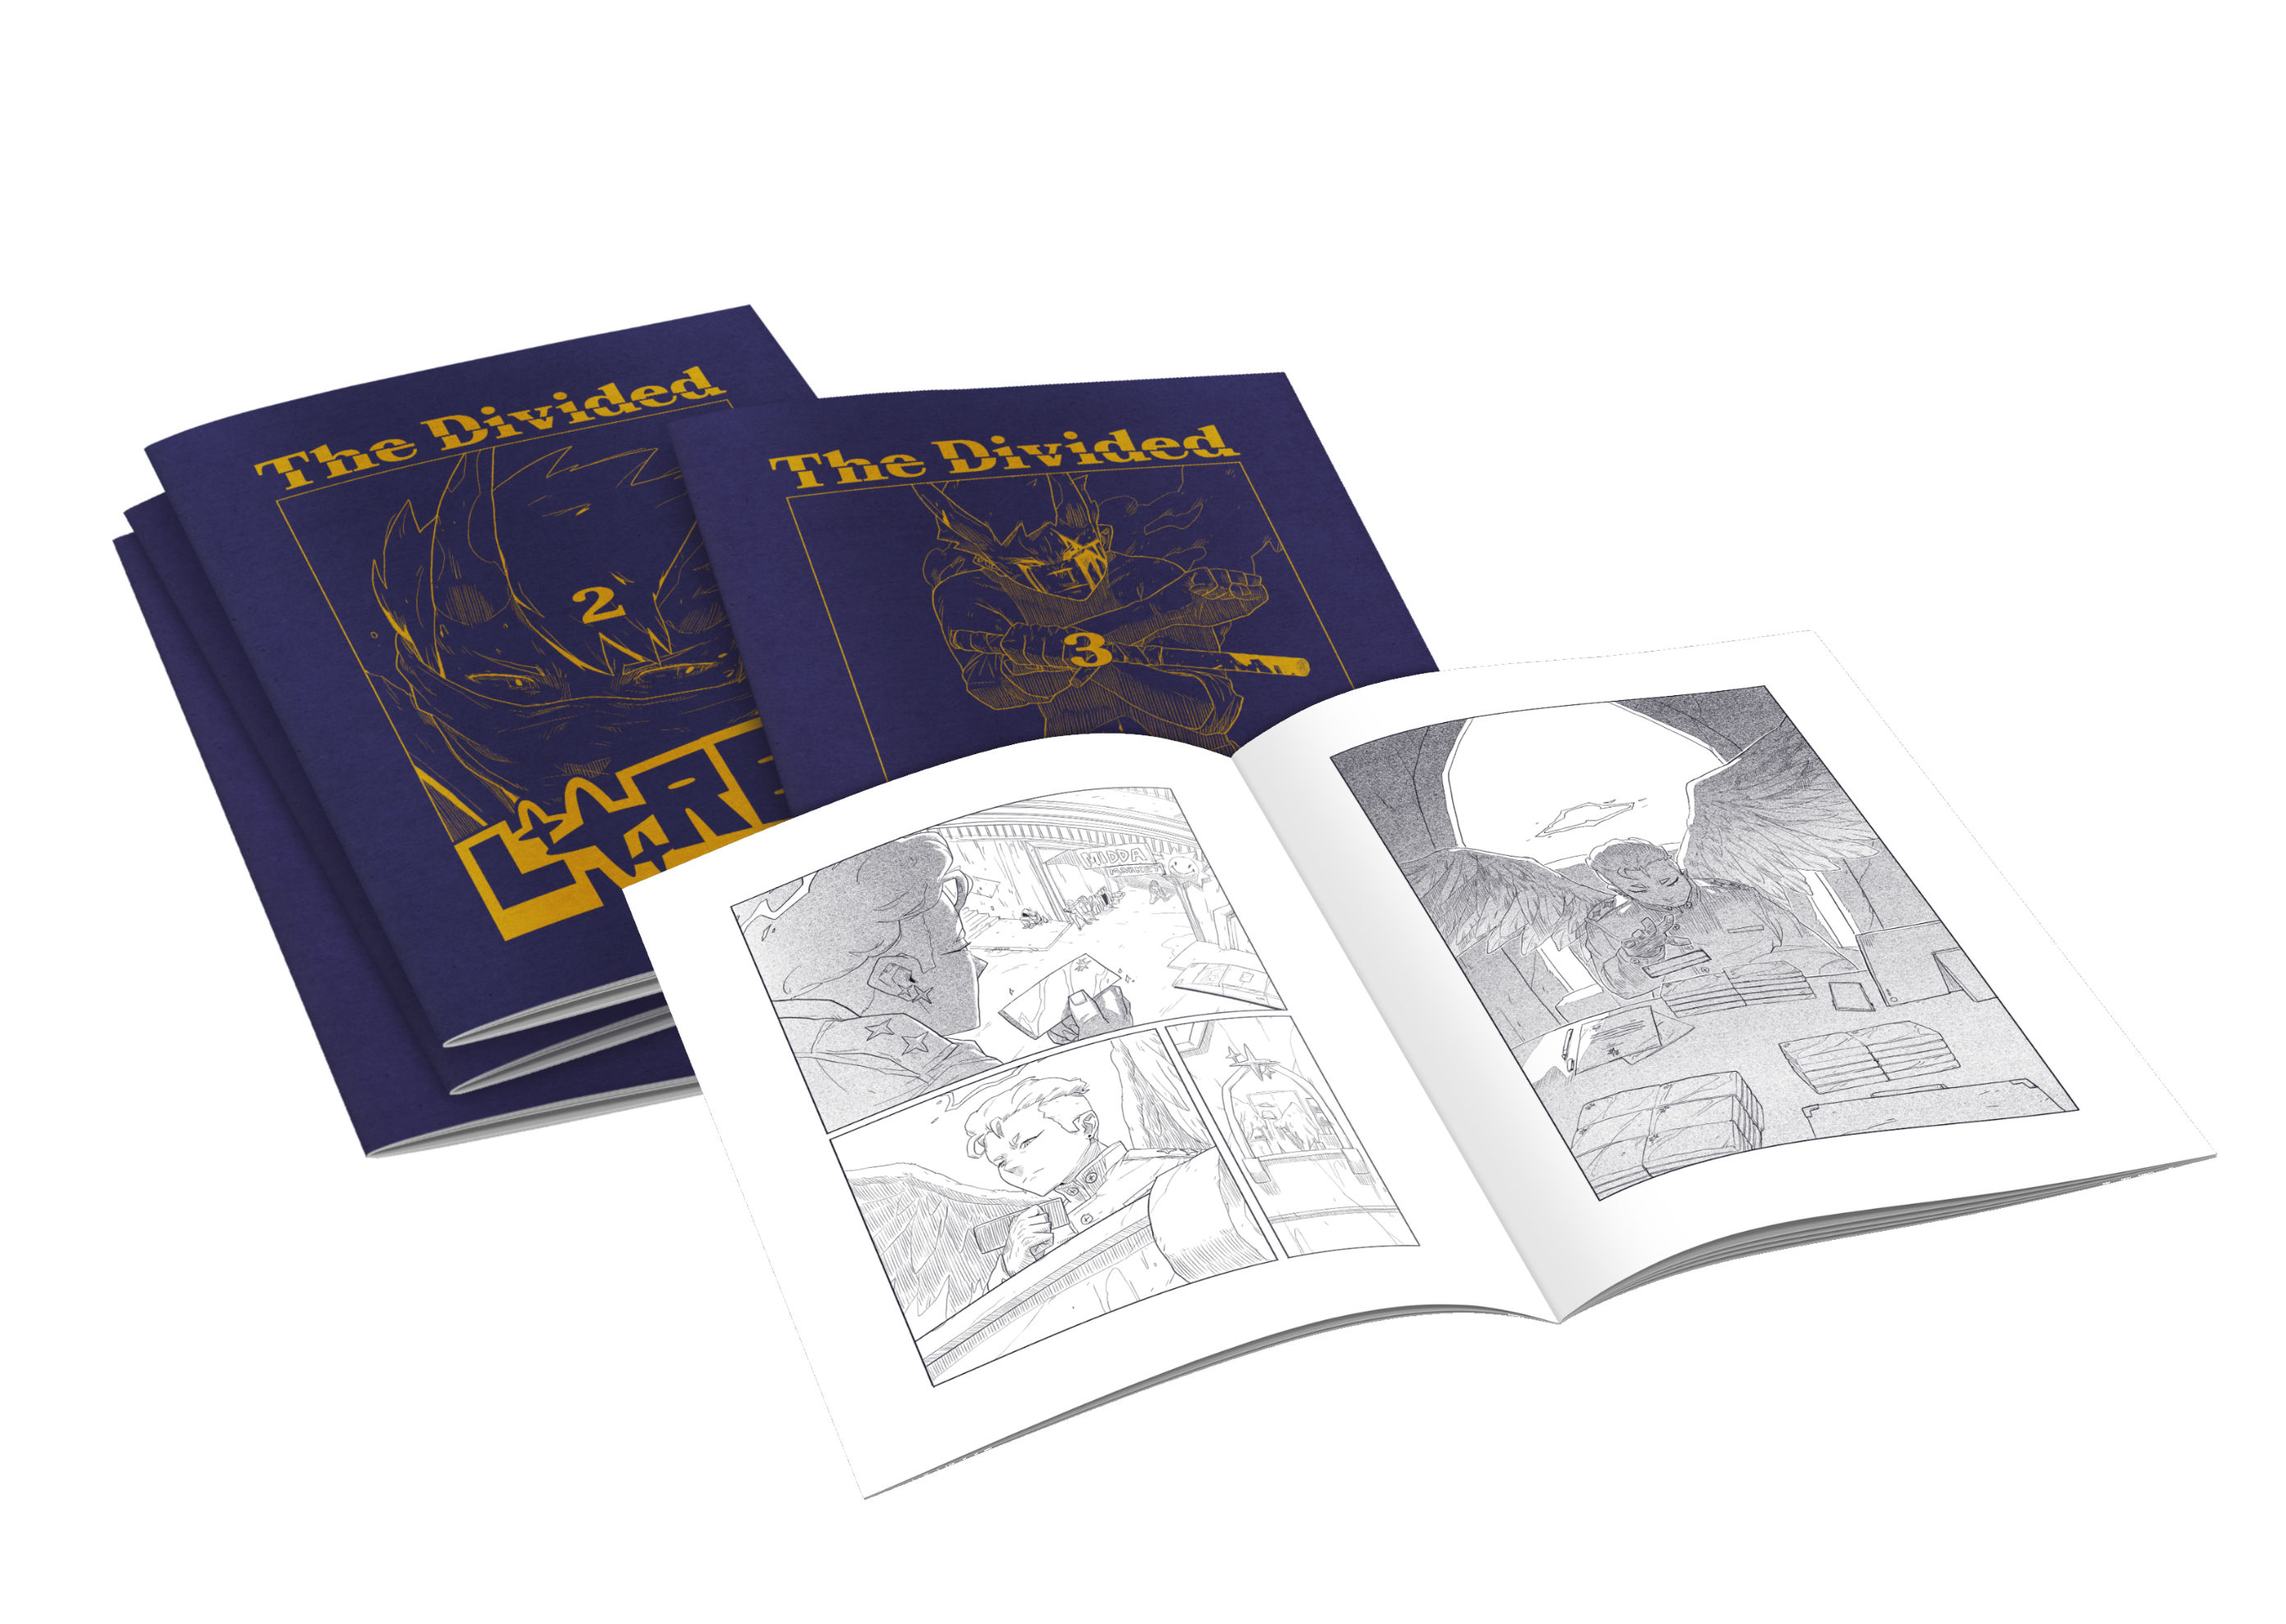 The Divided
2
The Divided
3
MIDDA
MARKET